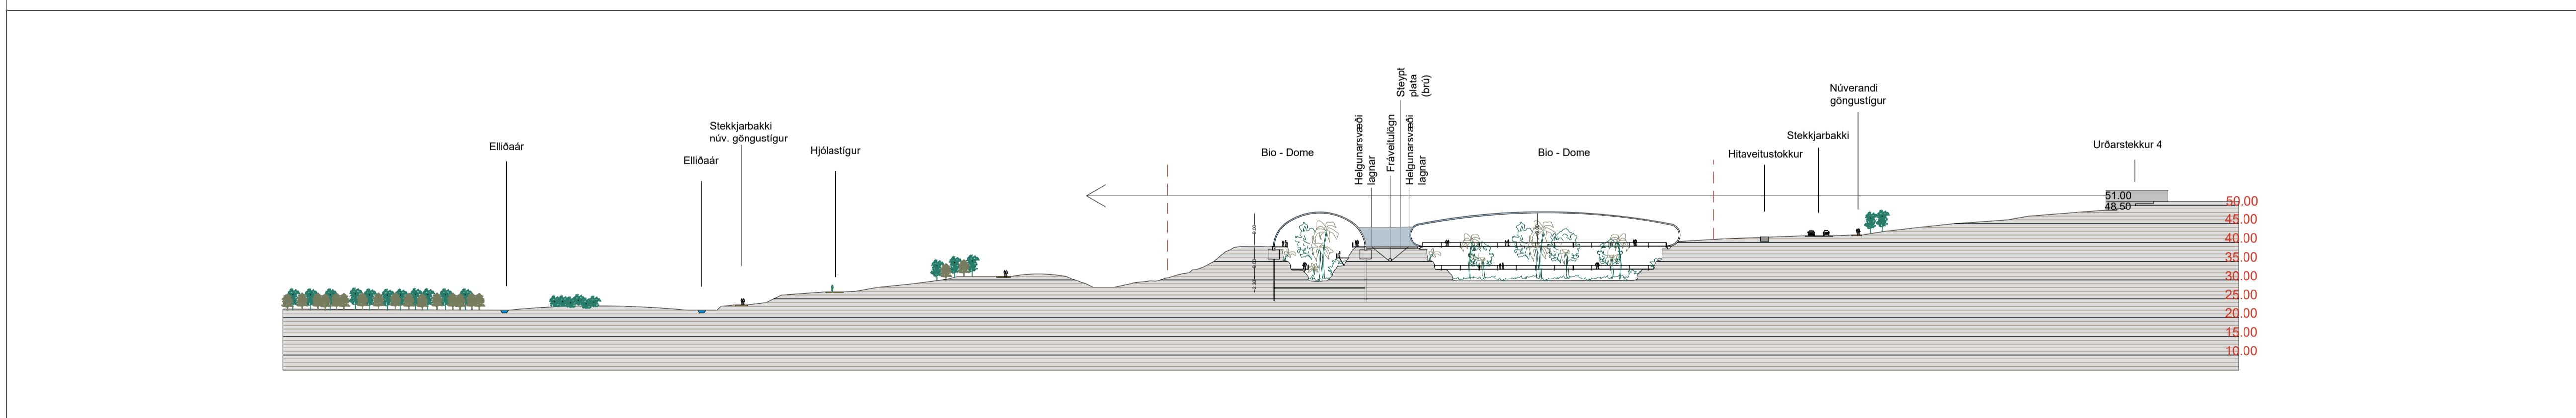 Elliðaár
Elliðaár
Stekkjarbakki
núv. göngustígur
Hjólastígur
Bio - Dome
Helgunarsvæði
lagnar
Fráveitulögn
Steypt
plata
(brú)
Helgunarsvæði
lagnar
Bio - Dome
Hitaveitustokkur
Stekkjarbakki
Núverandi
göngustígur
Urðarstekkur 4
51.00
48.50
50.00
45.00
40.00
35.00
30.00
25.00
20.00
15.00
10.00